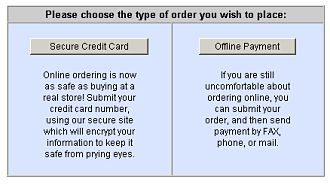 Please choose the type of order you wish to place:
Secure Credit Card
Online ordering is now
as safe as buying at a
real store! Submit your
credit card number,
using our secure site
which will encrypt your
information to keep it
safe from prying eyes.
Offline Payment
If you are still
uncomfortable about
ordering online, you
can submit your
order, and then send
payment by FAX,
phone, or mail.